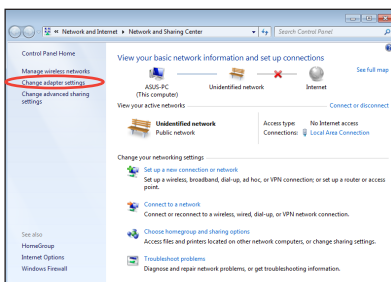 Network and Internet
Network and Sharing Center
Search Control Panel
Control Panel Home
Manage wireless networks
Change adapter settings
Change advanced sharing
settings
View your basic network information and set up connections
See full map
ASUS-PC
(This computer)
Unidentified network
Internet
View your active networks
Connect or disconnect
Unidentified network
Public network
Access type: No Internet access
Connections: Local Area Connection
Change your networking settings
Set up a new connection or network
Set up a wireless, broadband, dial-up, ad hoc, or VPN connection; or set up a router or access
point.
Connect to a network
Connect or reconnect to a wireless, wired, dial-up, or VPN network connection.
Choose homegroup and sharing options
Access files and printers located on other network computers, or change sharing settings.
Troubleshoot problems
Diagnose and repair network problems, or get troubleshooting information.
See also
HomeGroup
Internet Options
Windows Firewall